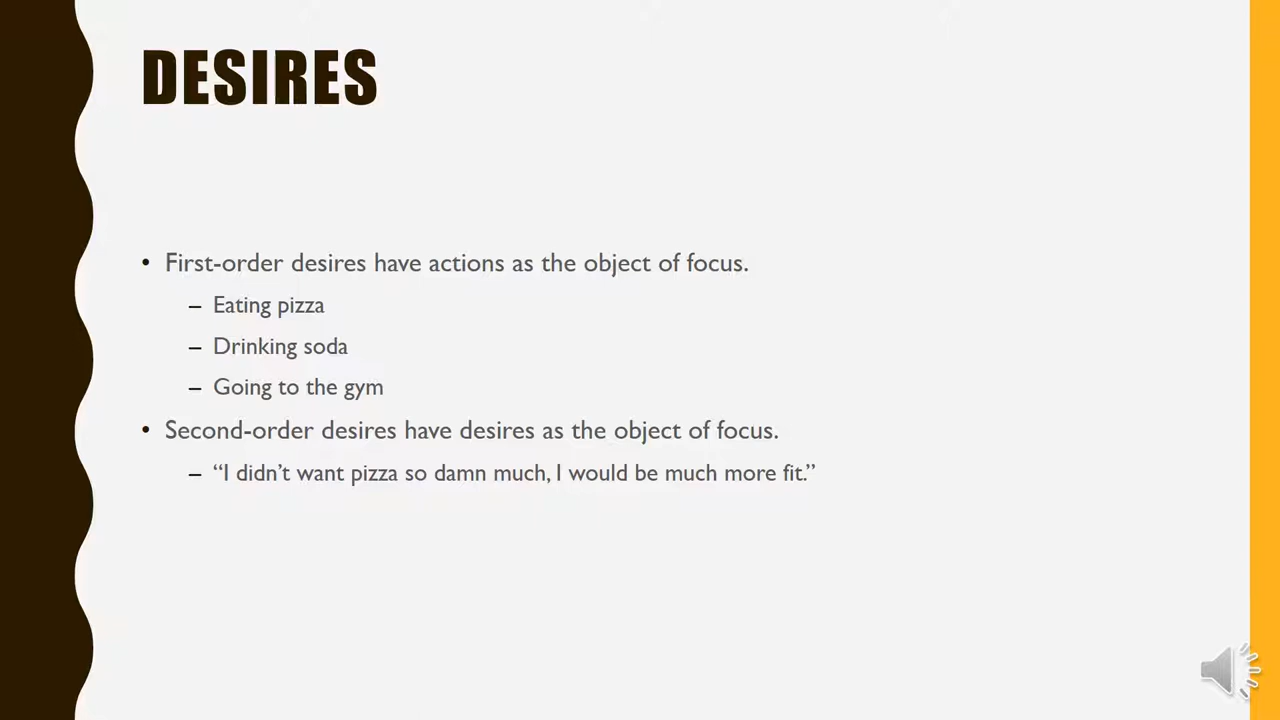 DESIRES
• First-order desires have actions as the object of focus.
– Eating pizza
– Drinking soda
– Going to the gym
• Second-order desires have desires as the object of focus.
– “I didn’t want pizza so damn much, I would be much more fit.”